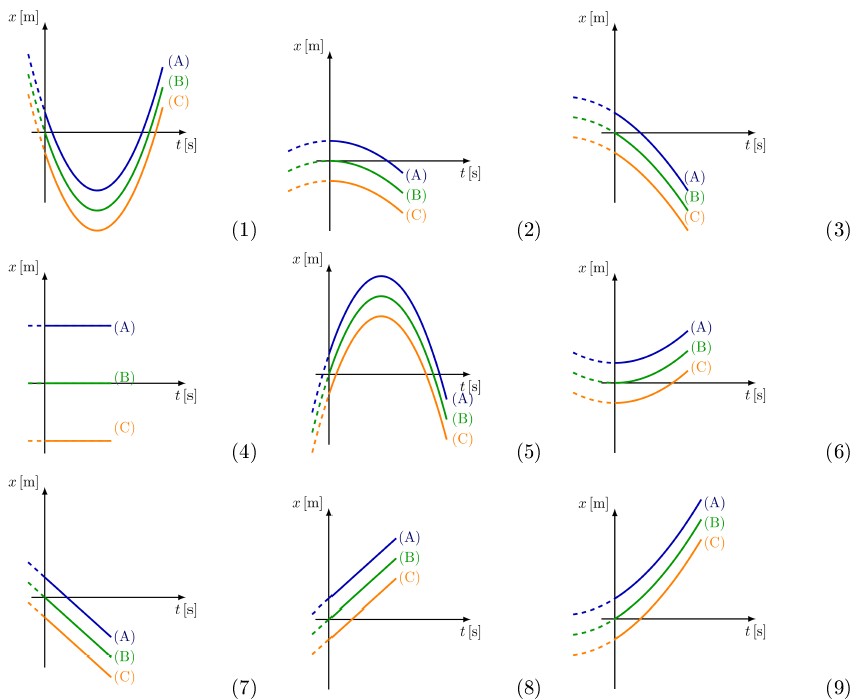 x [m]
(A)
(B)
(C)
t [s]
(1)
x [m]
t [s]
(A)
(B)
(C)
(2)
x [m]
t [s]
(A)
(B)
(C)
(3)
x [m]
(A)
(B)
t [s]
(C)
(4)
x [m]
t [s]
(A)
(B)
(C)
(5)
x [m]
(A)
(B)
(C)
t [s]
(6)
x [m]
t [s]
(A)
(B)
(C)
(7)
x [m]
(A)
(B)
(C)
t [s]
(8)
x [m]
(A)
(B)
(C)
t [s]
(9)